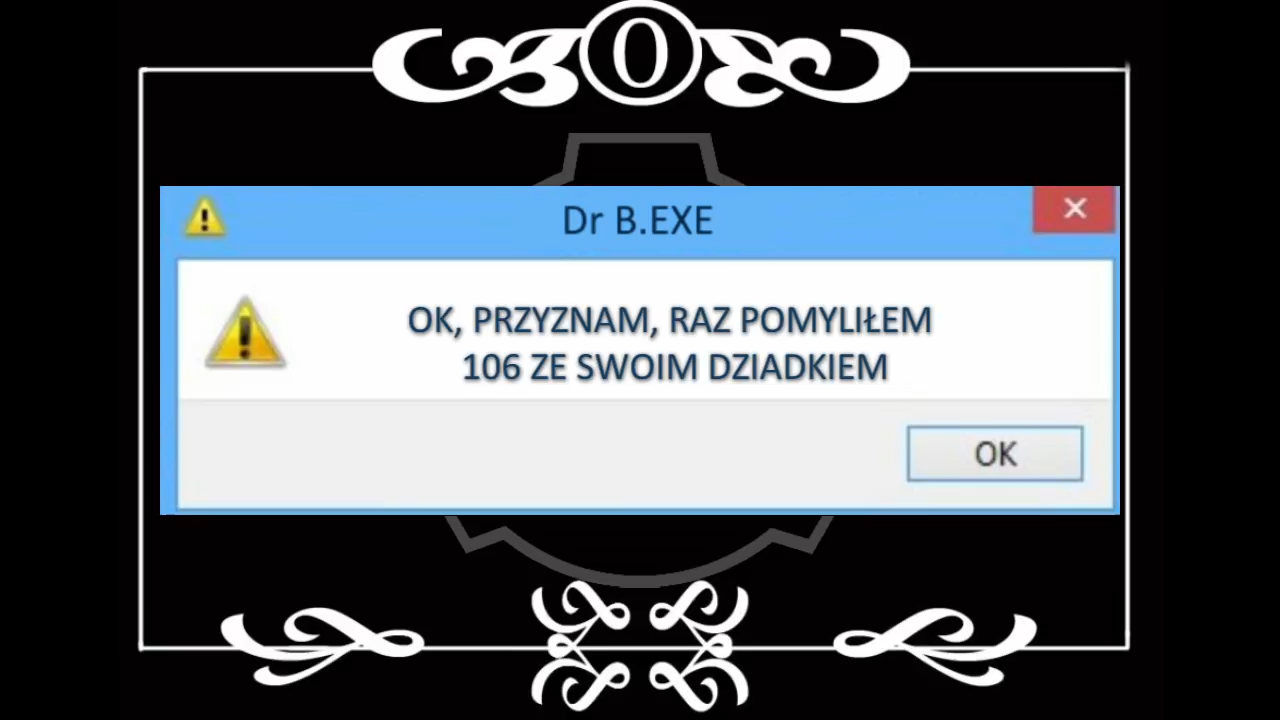 O
Dr B.EXE
OK, PRZYZNAM, RAZ POMYLIŁEM
106 ZE SWOIM DZIADKIEM
OK